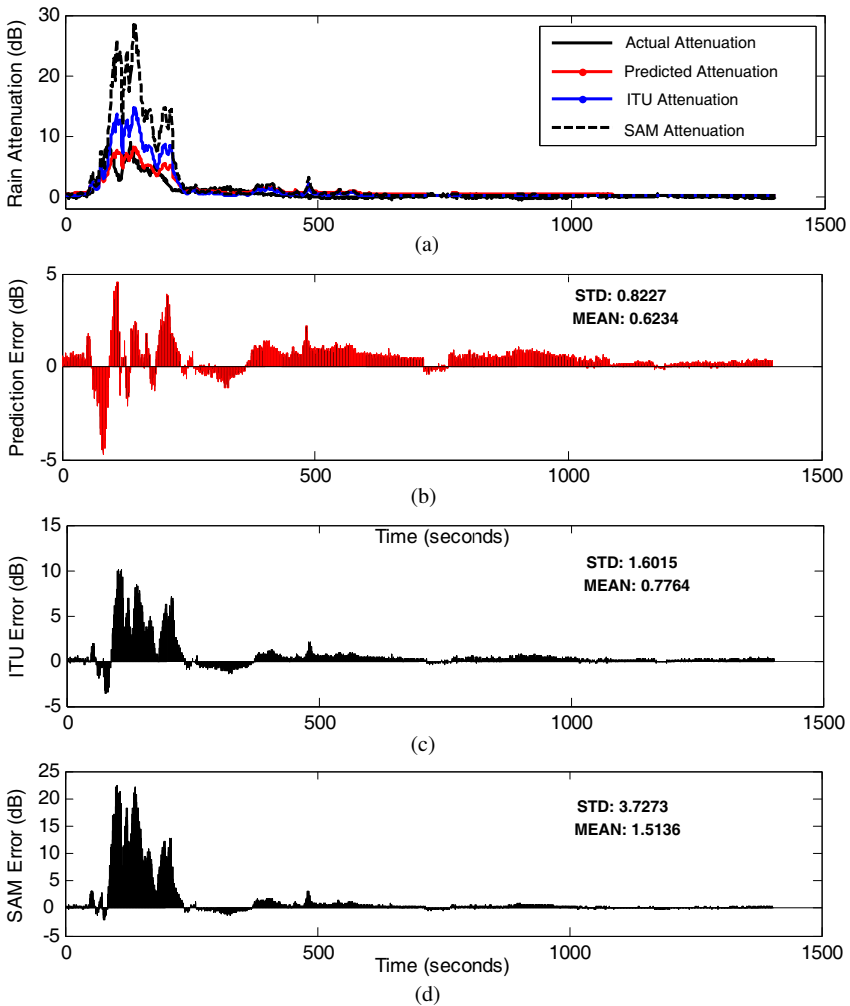 30
20
10
0
Rain Attenuation (dB)
Actual Attenuation
Predicted Attenuation
ITU Attenuation
SAM Attenuation
0 500 1000 1500
(a)
5
0
-5
Prediction Error (dB)
STD: 0.8227
MEAN: 0.6234
0 500 1000 1500
(b)
15
10
5
0
-5
ITU Error (dB)
Time (seconds)
STD: 1.6015
MEAN: 0.7764
0 500 1000 1500
(c)
25
20
15
10
5
0
-5
SAM Error (dB)
STD: 3.7273
MEAN: 1.5136
0 500 1000 1500
Time (seconds)
(d)